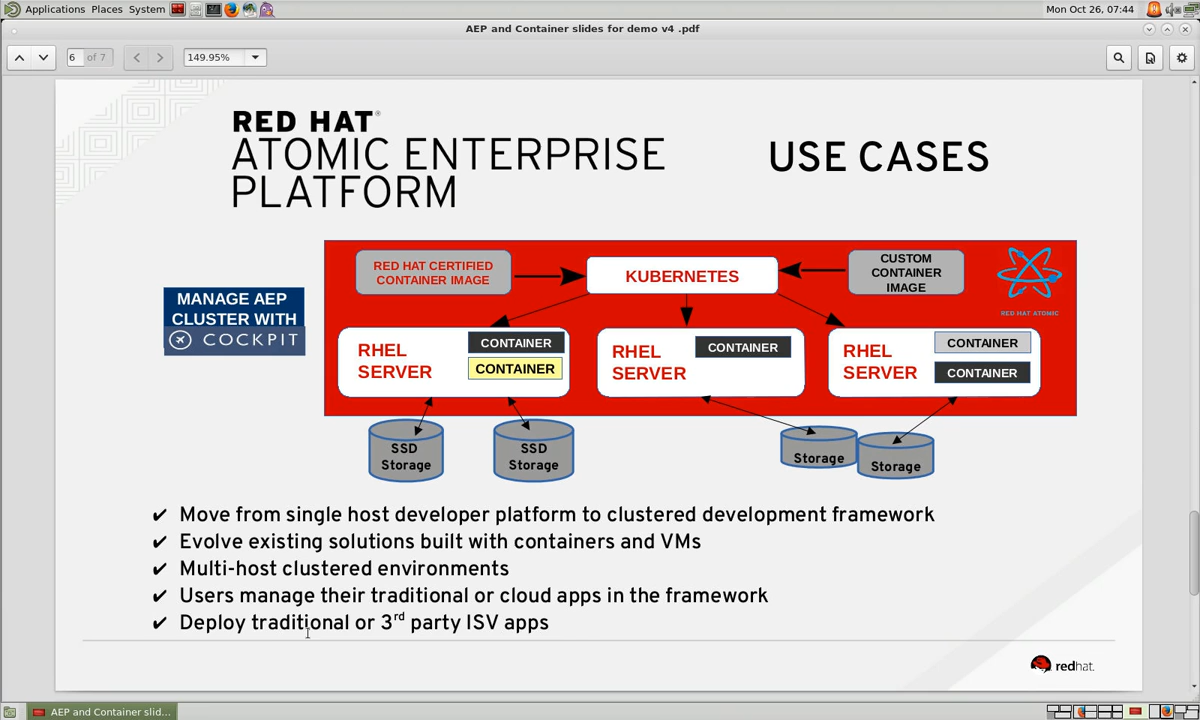 Applications Places System
Mon Oct 26, 07:44
AEP and Container slides for demo v4 .pdf
6 of 7
149.95%
RED HAT®
ATOMIC ENTERPRISE
PLATFORM
USE CASES
RED HAT CERTIFIED
CONTAINER IMAGE
KUBERNETES
CUSTOM
CONTAINER
IMAGE
RED HAT ATOMIC
MANAGE AEP
CLUSTER WITH
COCKPIT
RHEL
SERVER
CONTAINER
CONTAINER
RHEL
SERVER
CONTAINER
RHEL
SERVER
CONTAINER
CONTAINER
SSD
Storage
SSD
Storage
Storage
Storage
✔ Move from single host developer platform to clustered development framework
✔ Evolve existing solutions built with containers and VMs
✔ Multi-host clustered environments
✔ Users manage their traditional or cloud apps in the framework
✔ Deploy traditional or 3rd party ISV apps
redhat.
AEP and Container slid...